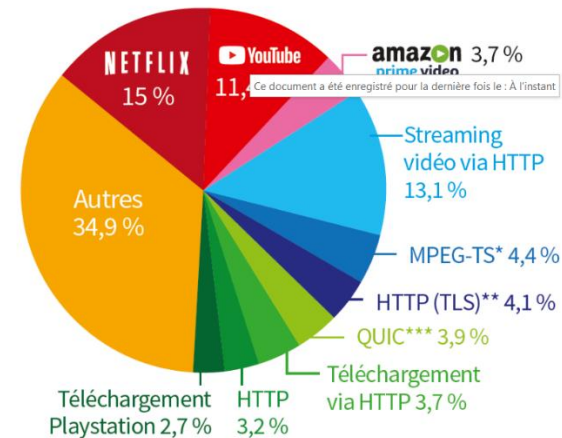 NETFLIX
15 %
YouTube
11,
amazon 3,7 %
prime video
Ce document a été enregistré pour la dernière fois le : À l'instant
Streaming
vidéo via HTTP
13,1 %
Autres
34,9 %
MPEG-TS* 4,4 %
HTTP (TLS)** 4,1 %
QUIC*** 3,9 %
Téléchargement
via HTTP 3,7 %
Téléchargement
Playstation 2,7 %
HTTP
3,2 %